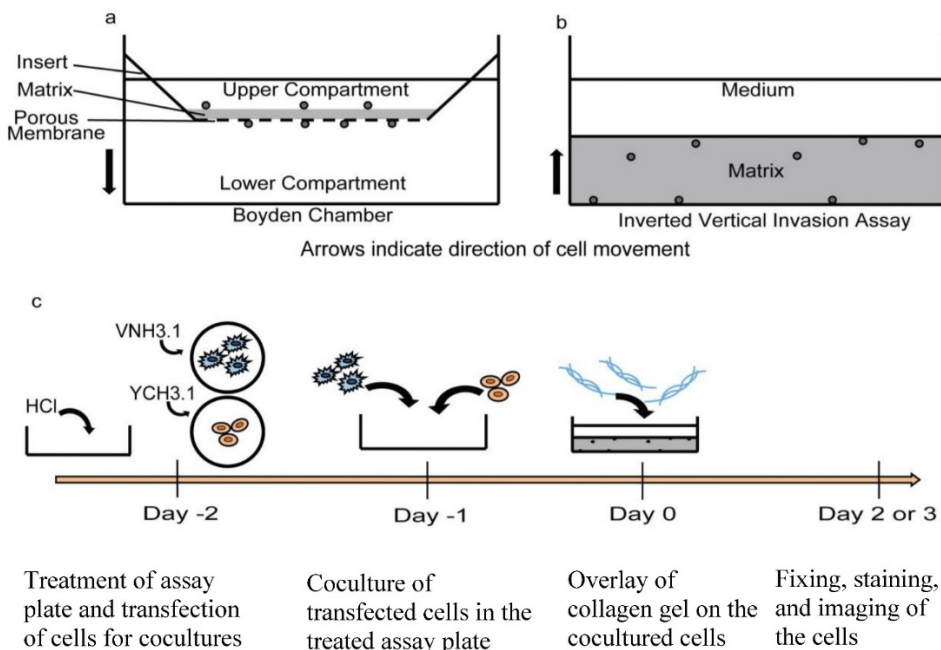 a
Insert
Matrix
Porous
Membrane
Upper Compartment
Lower Compartment
Boyden Chamber
b
Medium
Matrix
Inverted Vertical Invasion Assay
Arrows indicate direction of cell movement
c
VNH3.1
YCH3.1
HCl
Day -2
Day -1
Day 0
Day 2 or 3
Treatment of assay
plate and transfection
of cells for cocultures
Coculture of
transfected cells in the
treated assay plate
Overlay of
collagen gel on the
cocultured cells
Fixing, staining,
and imaging of
the cells